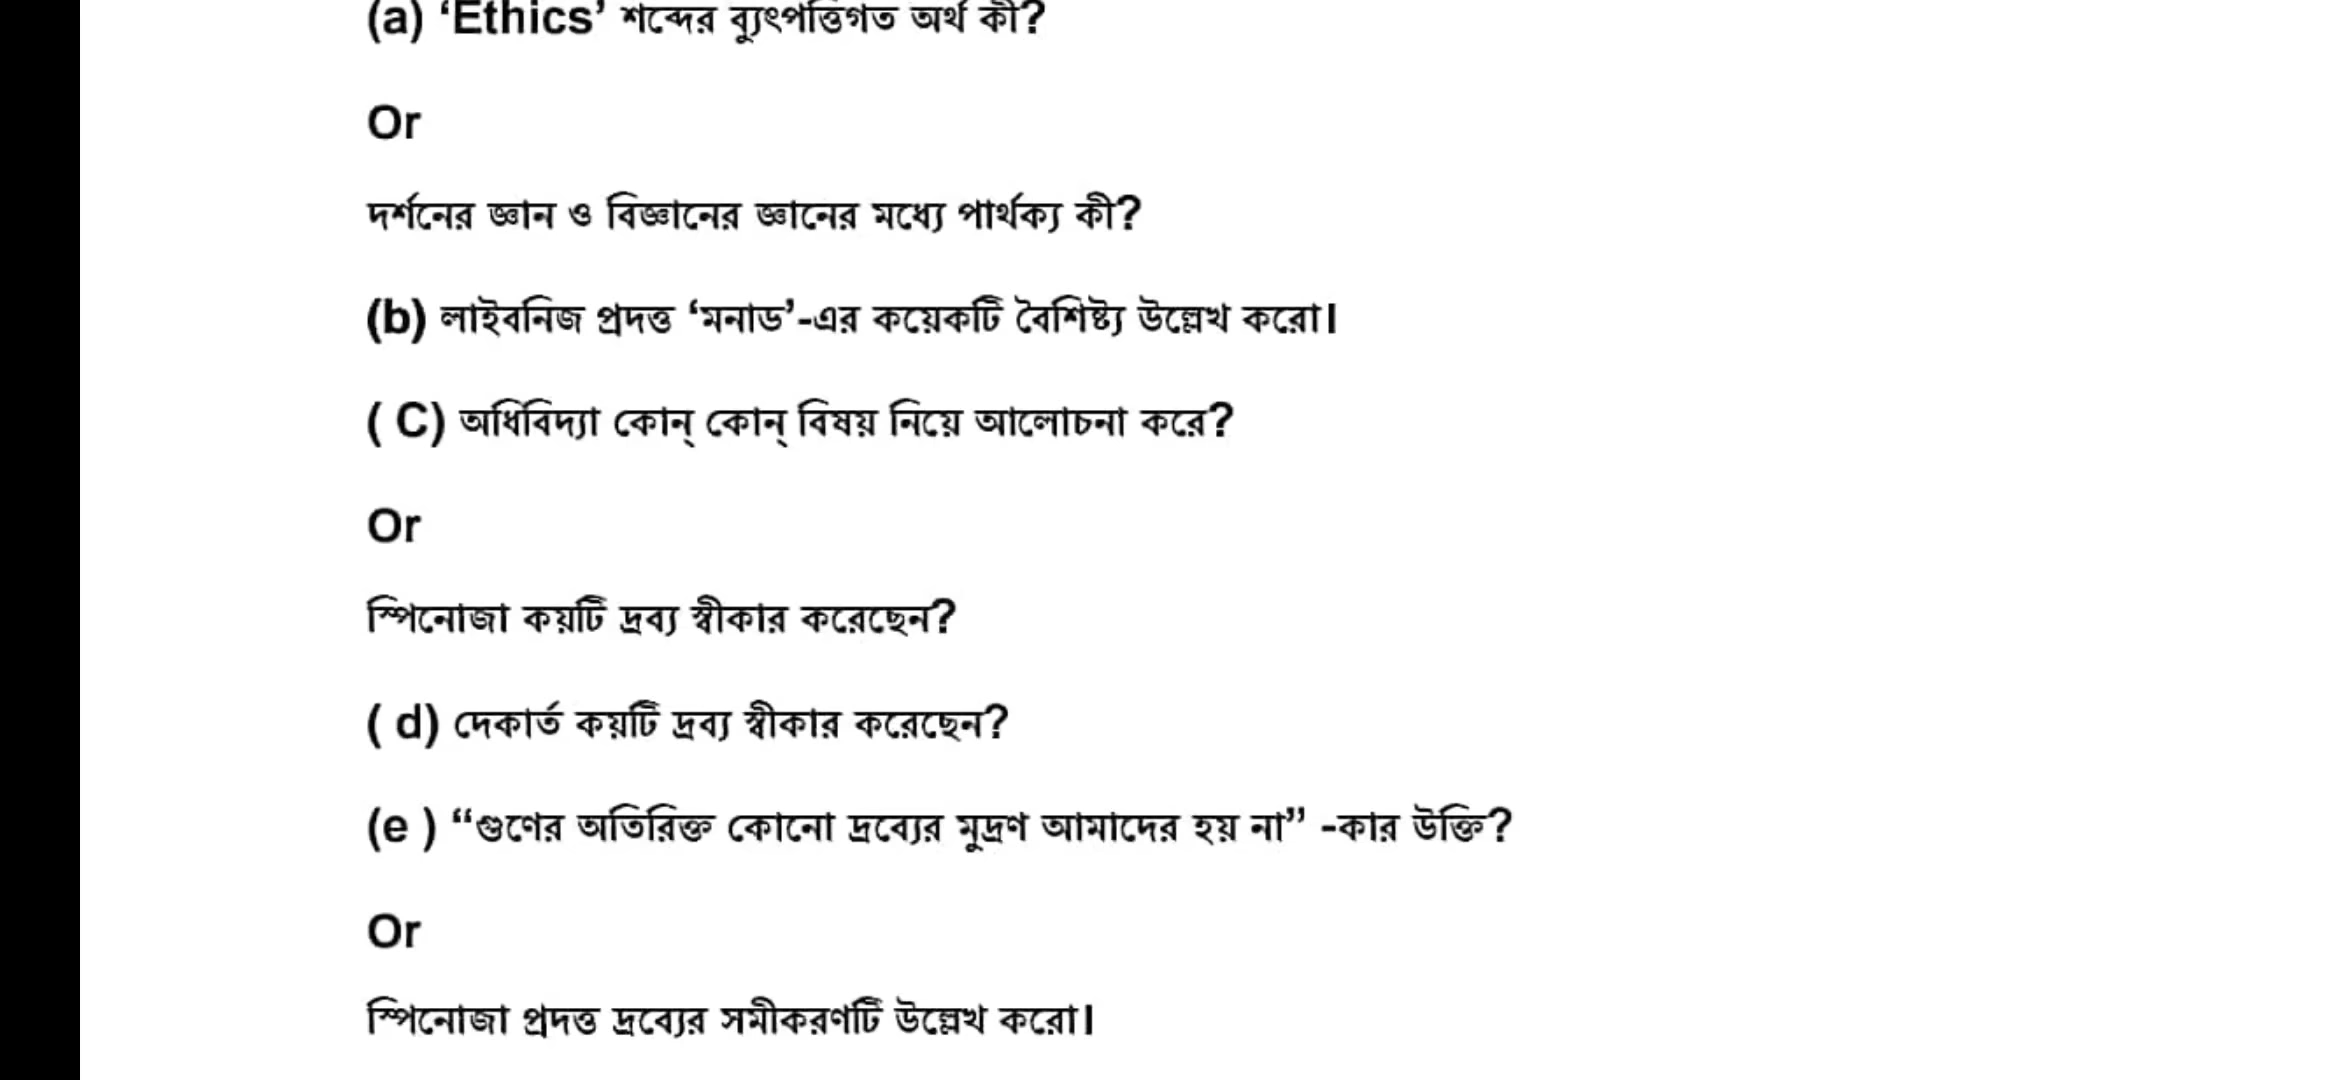 (a) ‘Ethics’ শব্দের ব্যুৎপত্তিগত অর্থ কী?
Or
দর্শনের জ্ঞান ও বিজ্ঞানের জ্ঞানের মধ্যে পার্থক্য কী?
(b) লাইবনিজ প্রদত্ত ‘মনাড’-এর কয়েকটি বৈশিষ্ট্য উল্লেখ করো।
( C) অধিবিদ্যা কোন্ কোন্ বিষয় নিয়ে আলোচনা করে?
Or
স্পিনোজা কয়টি দ্রব্য স্বীকার করেছেন?
( d) দেকার্ত কয়টি দ্রব্য স্বীকার করেছেন?
(e ) “গুণের অতিরিক্ত কোনো দ্রব্যের মুদ্রণ আমাদের হয় না” -কার উক্তি?
Or
স্পিনোজা প্রদত্ত দ্রব্যের সমীকরণটি উল্লেখ করো।